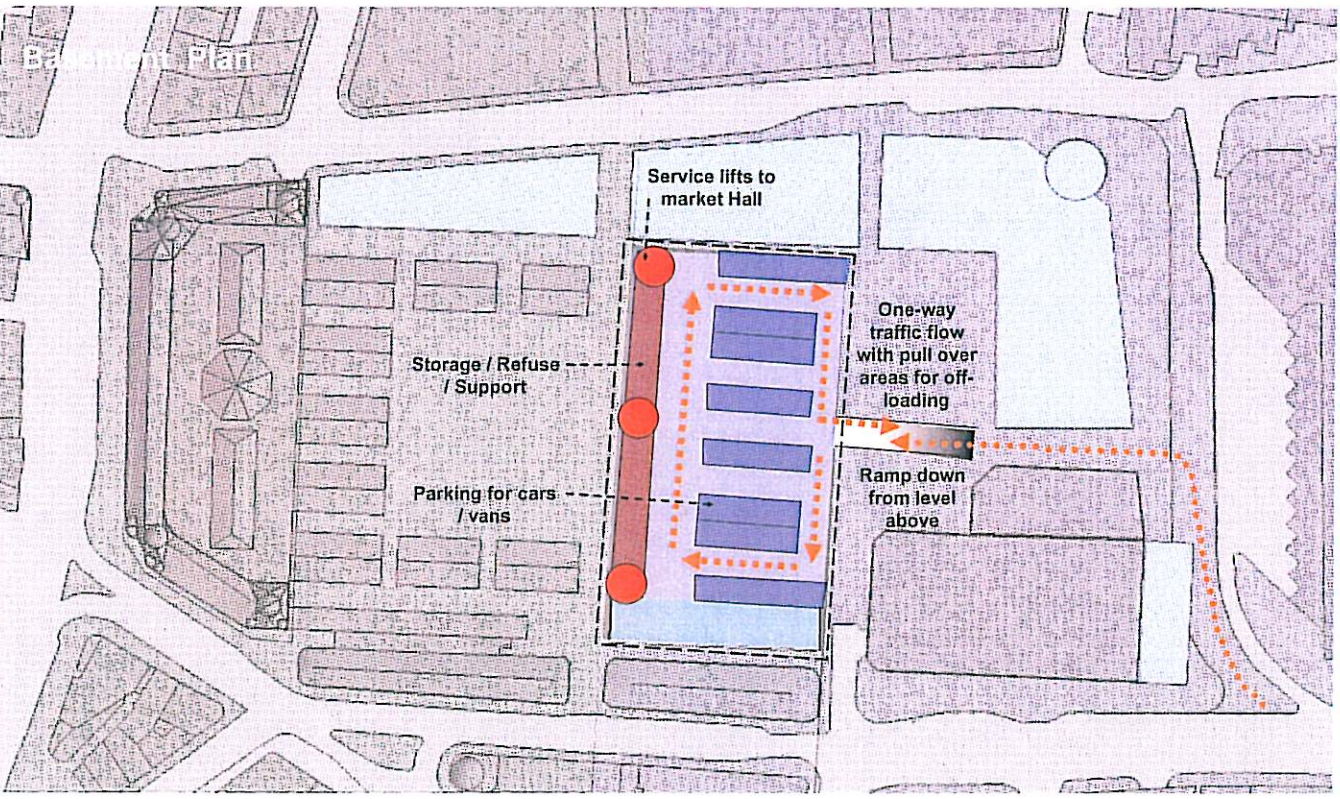 Basement Plan
Service lifts to
market Hall
Storage / Refuse
/ Support
Parking for cars
/ vans
One-way
traffic flow
with pull over
areas for off-
loading
Ramp down
from level
above